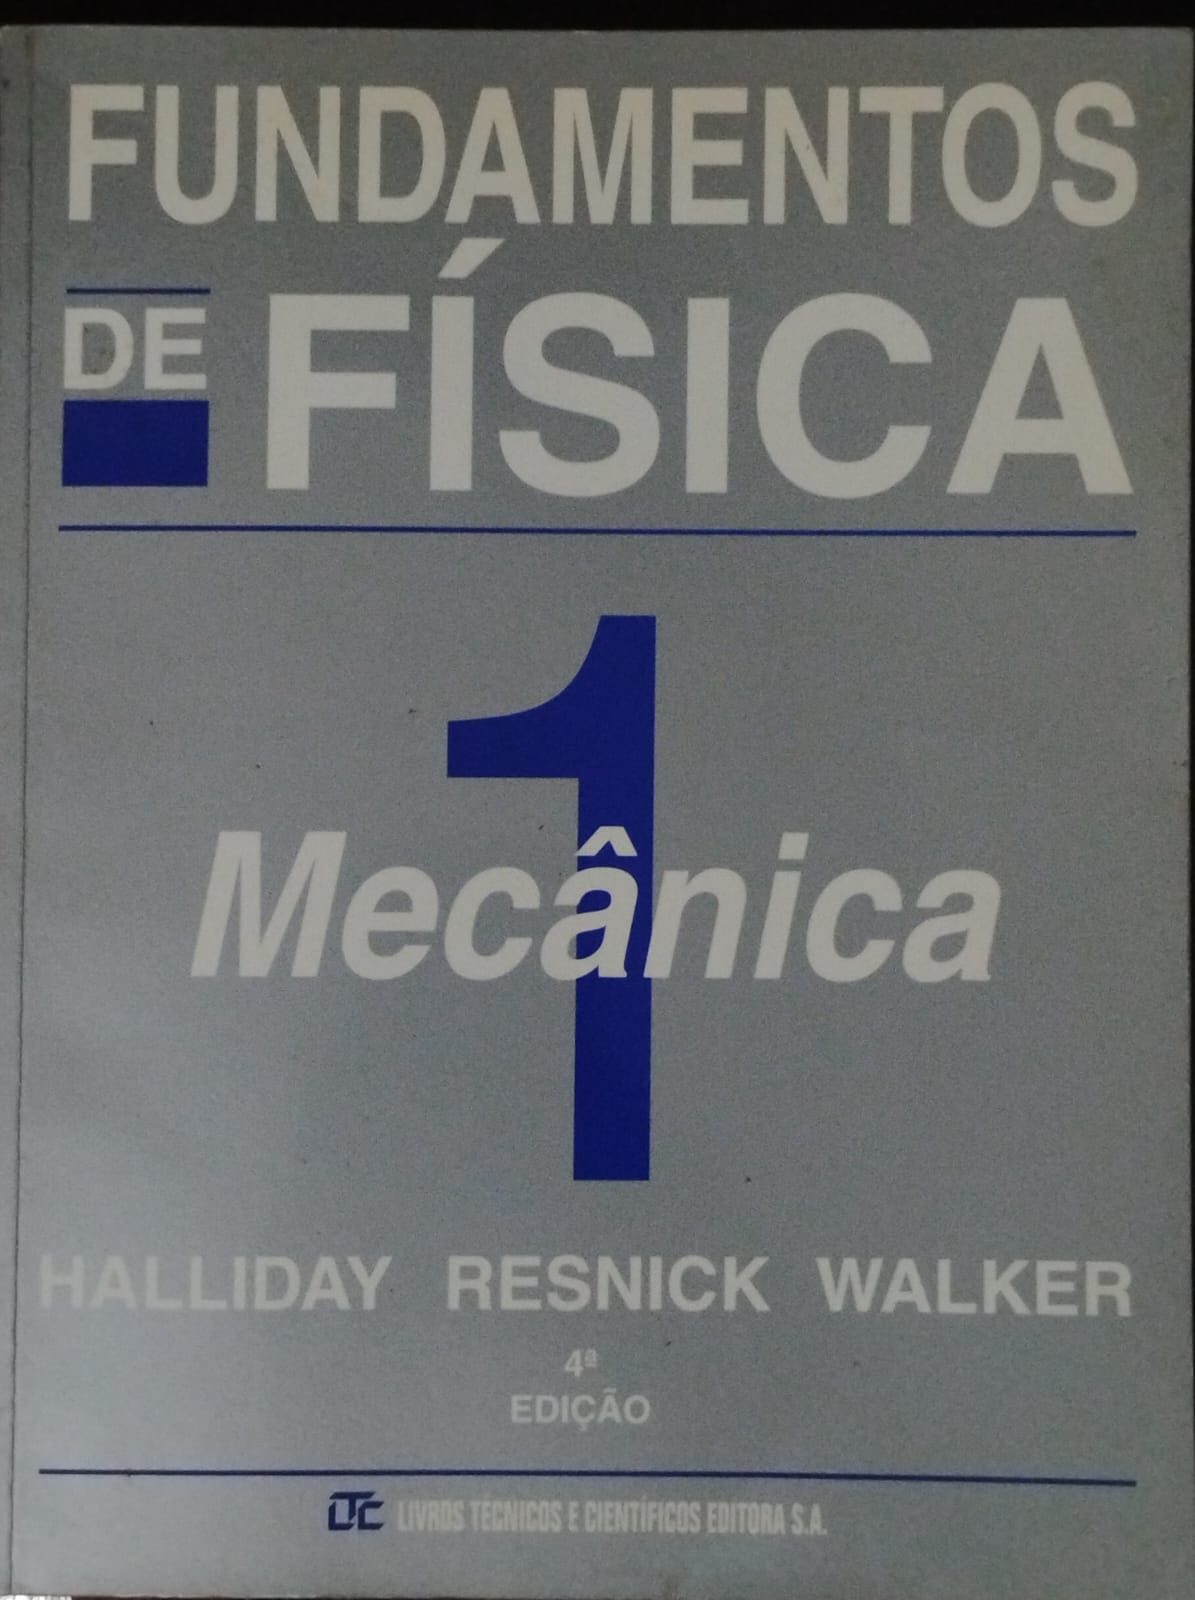 FUNDAMENTOS
DE FÍSICA
1
Mecânica
HALLIDAY RESNICK WALKER
4ª
EDIÇÃO
LTC LIVROS TÉCNICOS E CIENTÍFICOS EDITORA S.A.